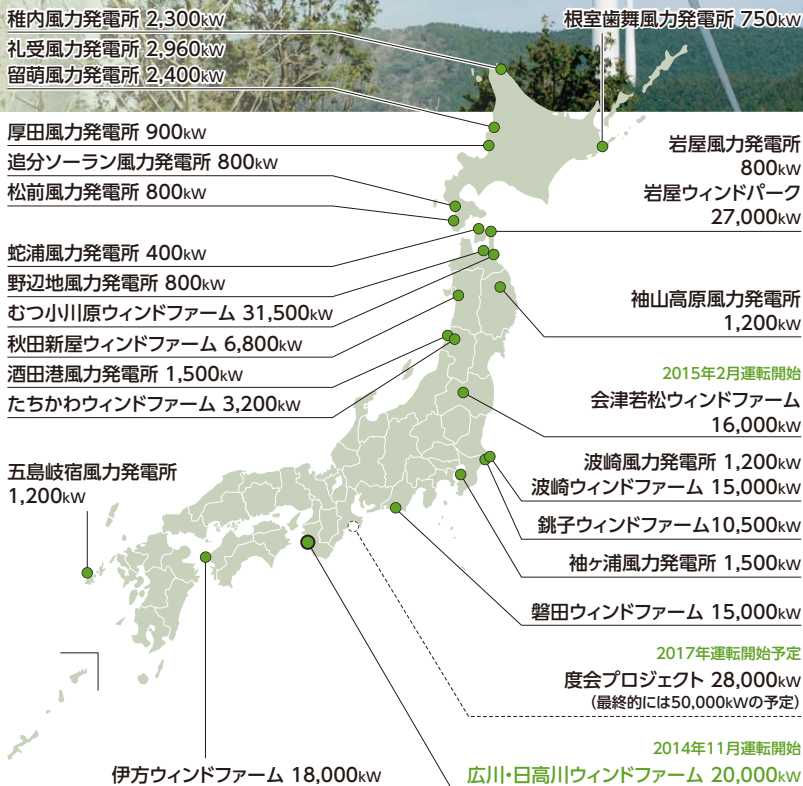 稚内風力発電所 2,300kW
礼受風力発電所 2,960kW
留萌風力発電所 2,400kW
厚田風力発電所 900kW
追分ソーラン風力発電所 800kW
松前風力発電所 800kW
蛇浦風力発電所 400kW
野辺地風力発電所 800kW
むつ小川原ウィンドファーム 31,500kW
秋田新屋ウィンドファーム 6,800kW
酒田港風力発電所 1,500kW
たちかわウィンドファーム 3,200kW
五島岐宿風力発電所
1,200kW
伊方ウィンドファーム 18,000kW
根室歯舞風力発電所 750kW
岩屋風力発電所
800kW
岩屋ウィンドパーク
27,000kW
袖山高原風力発電所
1,200kW
2015年2月運転開始
会津若松ウィンドファーム
16,000kW
波崎風力発電所 1,200kW
波崎ウィンドファーム 15,000kW
銚子ウィンドファーム10,500kW
袖ヶ浦風力発電所 1,500kW
磐田ウィンドファーム 15,000kW
2017年運転開始予定
度会プロジェクト 28,000kW
(最終的には50,000kWの予定)
2014年11月運転開始
広川・日高川ウィンドファーム 20,000kW